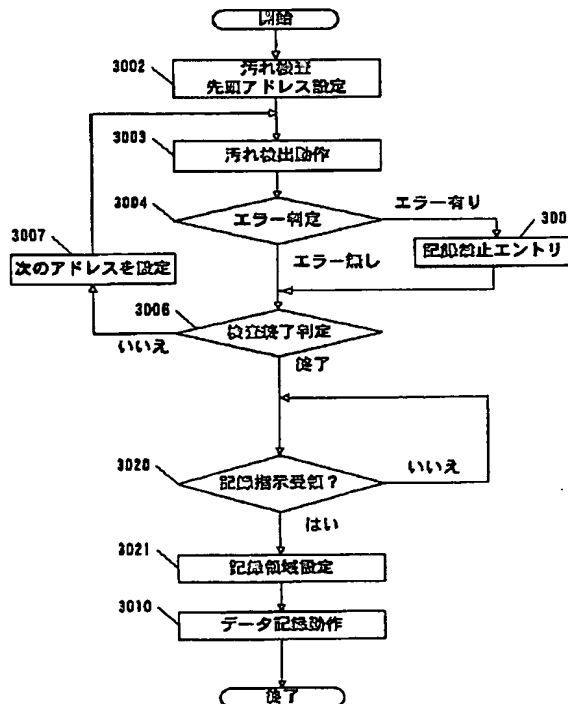 開始
3002
汚れ検査
先頭アドレス設定
3003
汚れ検出動作
3004
エラー判定
エラー有り
300
記録禁止エントリ
3007
次のアドレスを設定
エラー無し
3006
検査終了判定
いいえ
終了
3020
記録指示受領?
いいえ
はい
3021
記録領域設定
3010
データ記録動作
終了